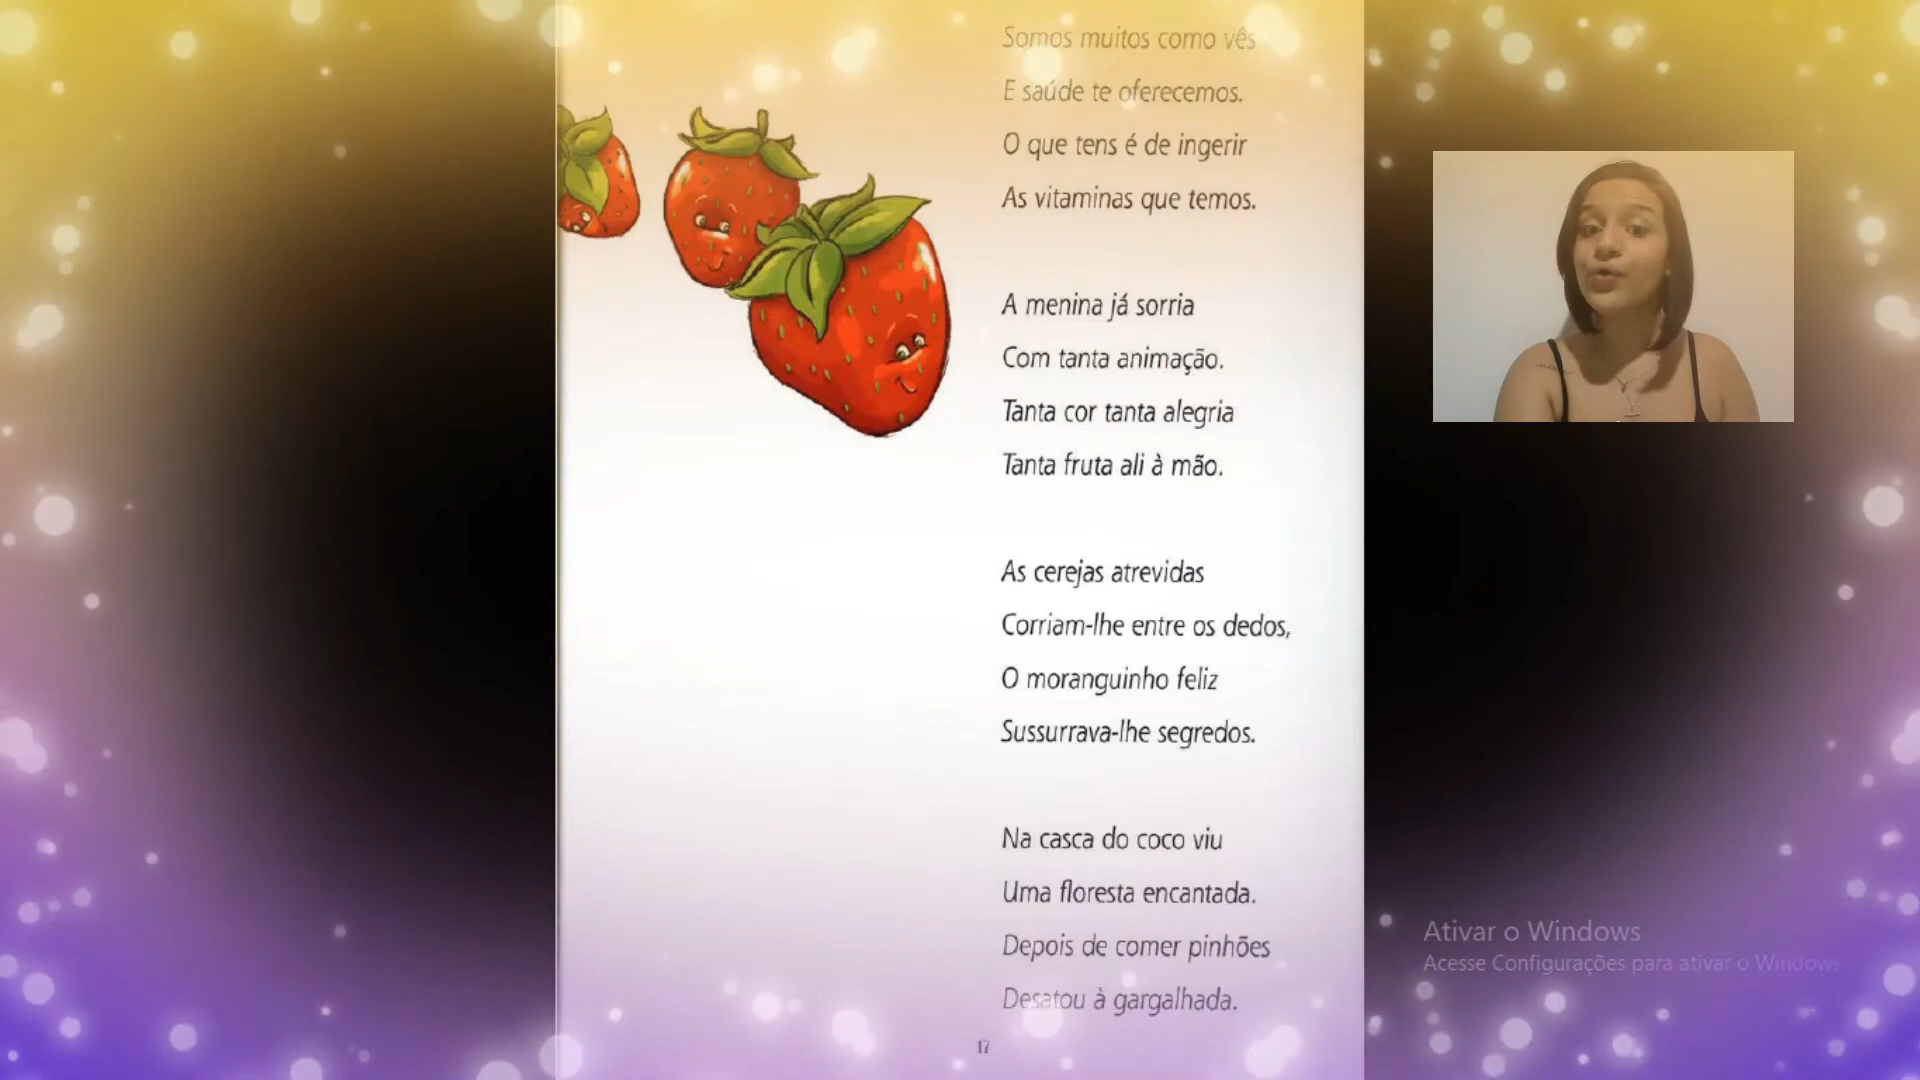 Somos muitos como vês
E saúde te oferecemos.
O que tens é de ingerir
As vitaminas que temos.
A menina já sorria
Com tanta animação.
Tanta cor tanta alegria
Tanta fruta ali à mão.
As cerejas atrevidas
Corriam-lhe entre os dedos,
O moranguinho feliz
Sussurrava-lhe segredos.
Na casca do coco viu
Uma floresta encantada.
Depois de comer pinhões
Desatou à gargalhada.
17
Ativar o Windows
Acesse Configurações para ativar o Windows